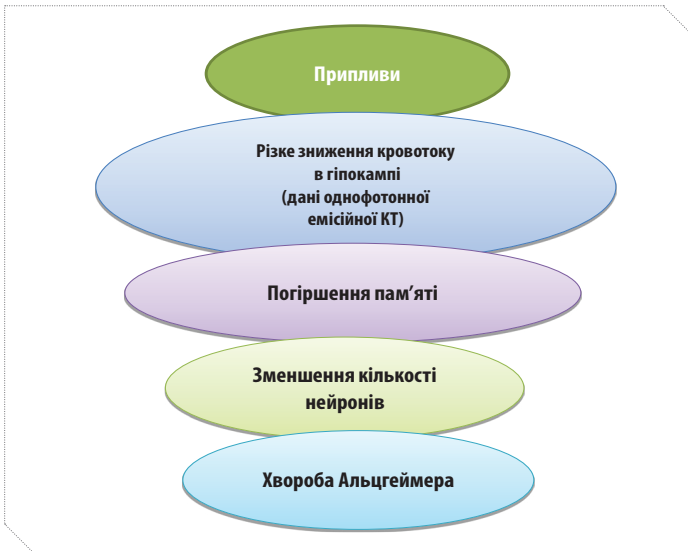 Припливи
Різке зниження кровотоку
в гіпокампі
(дані однофотонної
емісійної КТ)
Погіршення пам’яті
Зменшення кількості
нейронів
Хвороба Альцгеймера